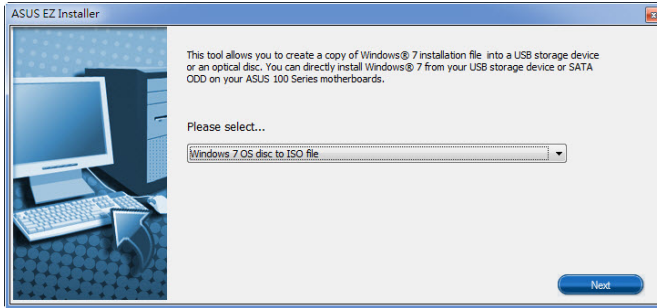 ASUS EZ Installer
This tool allows you to create a copy of Windows® 7 installation file into a USB storage device
or an optical disc. You can directly install Windows® 7 from your USB storage device or SATA
ODD on your ASUS 100 Series motherboards.
Please select...
Windows 7 OS disc to ISO file
Next